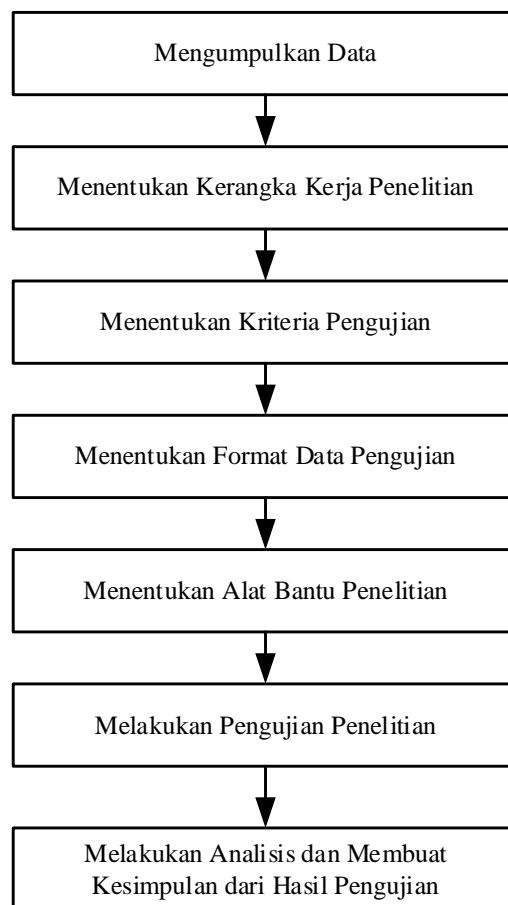 Mengumpulkan Data
Menentukan Kerangka Kerja Penelitian
Menentukan Kriteria Pengujian
Menentukan Format Data Pengujian
Menentukan Alat Bantu Penelitian
Melakukan Pengujian Penelitian
Melakukan Analisis dan Membuat
Kesimpulan dari Hasil Pengujian